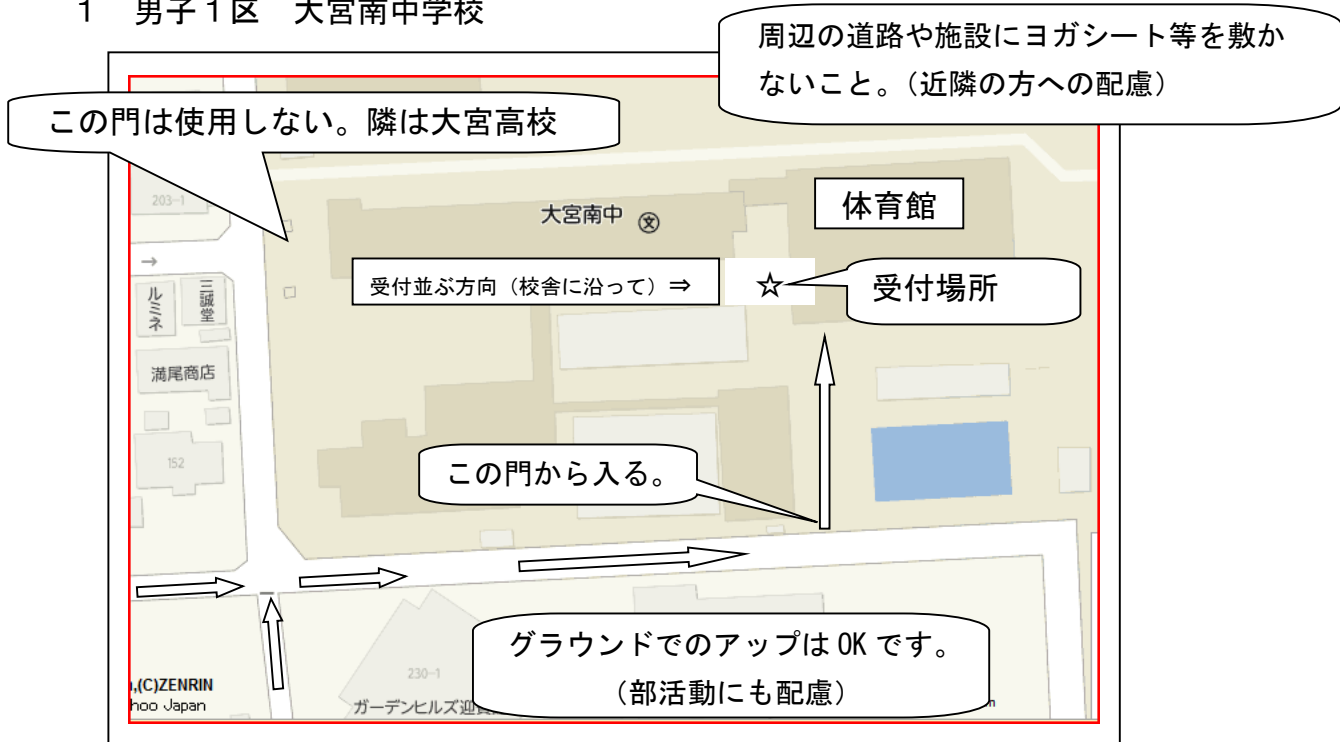 １　男子１区　大宮南中学校
周辺の道路や施設にヨガシート等を敷か
ないこと。（近隣の方への配慮）
この門は使用しない。隣は大宮高校
203-1
体育館
大宮南中
文
→
受付並ぶ方向（校舎に沿って）⇒
☆
受付場所
ルミネ
三誠堂
満尾商店
152
この門から入る。
グラウンドでのアップは OK です。
（部活動にも配慮）
230-1
,(C)ZENRIN
hoo Japan
ガーデンヒルズ迎